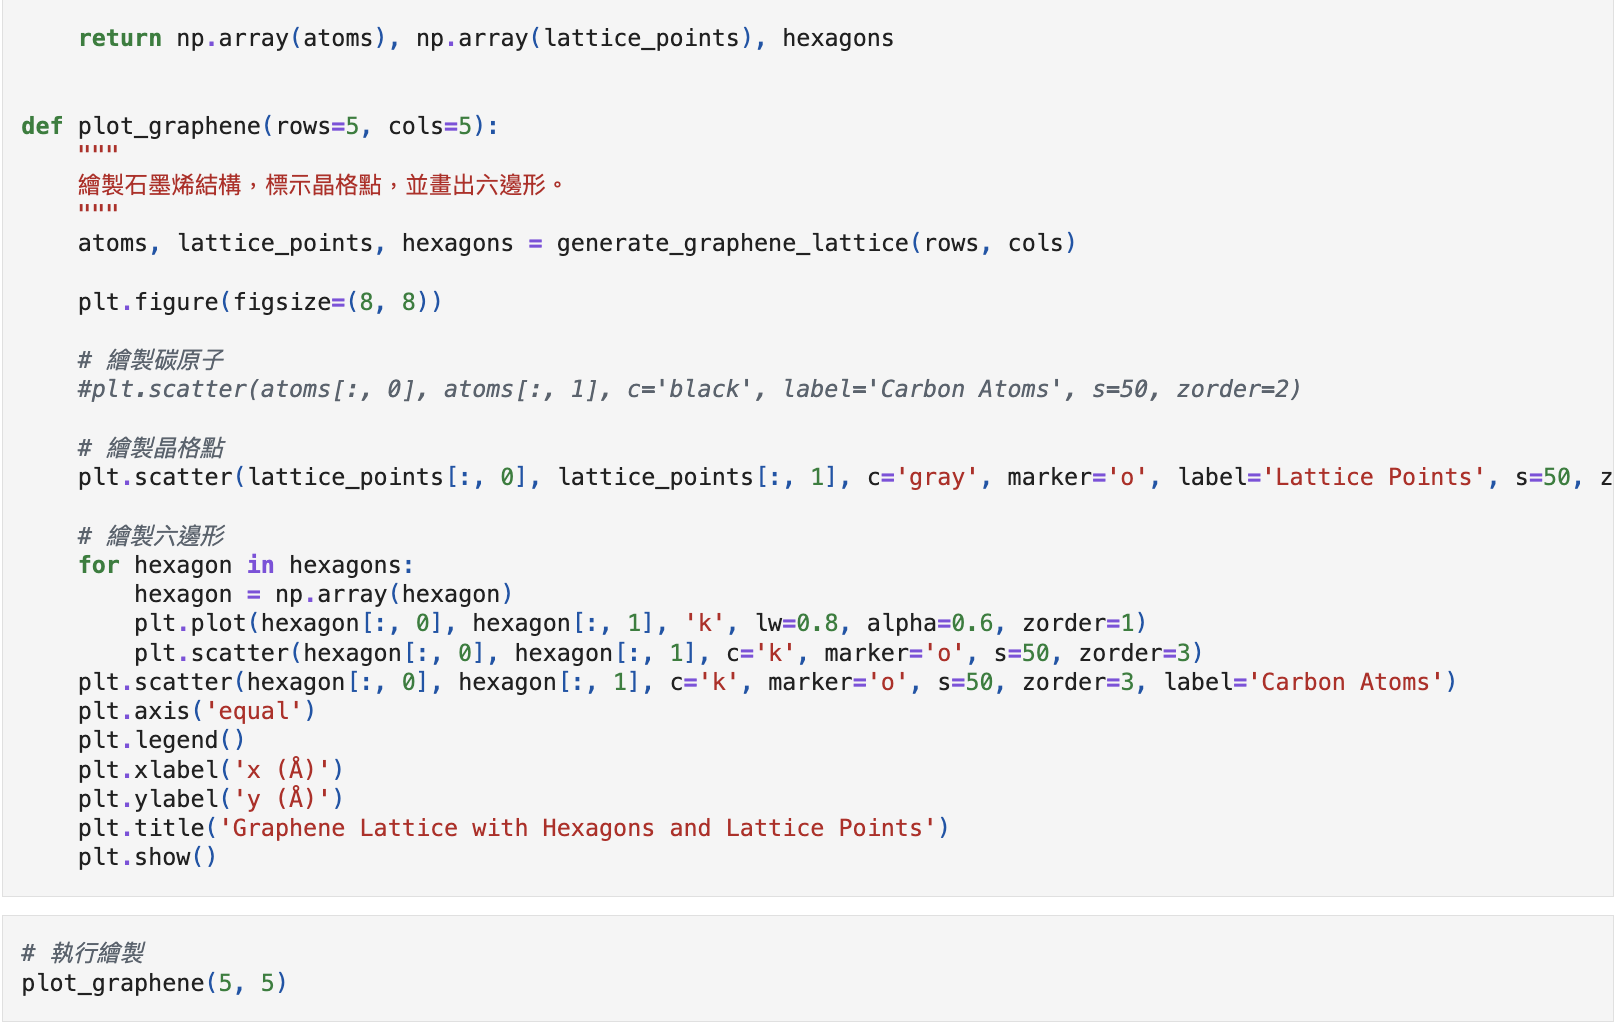 return np.array(atoms), np.array(lattice_points), hexagons
def plot_graphene(rows=5, cols=5):
    """
    繪製石墨烯結構，標示晶格點，並畫出六邊形。
    """
    atoms, lattice_points, hexagons = generate_graphene_lattice(rows, cols)
    plt.figure(figsize=(8, 8))
    # 繪製碳原子
    #plt.scatter(atoms[:, 0], atoms[:, 1], c='black', label='Carbon Atoms', s=50, zorder=2)
    # 繪製晶格點
    plt.scatter(lattice_points[:, 0], lattice_points[:, 1], c='gray', marker='o', label='Lattice Points', s=50, z
    # 繪製六邊形
    for hexagon in hexagons:
        hexagon = np.array(hexagon)
        plt.plot(hexagon[:, 0], hexagon[:, 1], 'k', lw=0.8, alpha=0.6, zorder=1)
        plt.scatter(hexagon[:, 0], hexagon[:, 1], c='k', marker='o', s=50, zorder=3)
    plt.scatter(hexagon[:, 0], hexagon[:, 1], c='k', marker='o', s=50, zorder=3, label='Carbon Atoms')
    plt.axis('equal')
    plt.legend()
    plt.xlabel('x (Å)')
    plt.ylabel('y (Å)')
    plt.title('Graphene Lattice with Hexagons and Lattice Points')
    plt.show()
# 執行繪製
plot_graphene(5, 5)